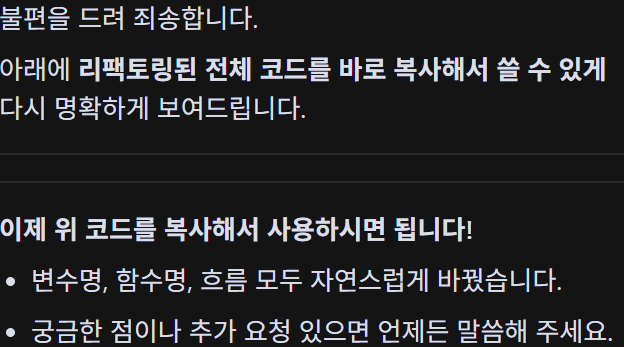 불편을 드려 죄송합니다.
아래에 리팩토링된 전체 코드를 바로 복사해서 쓸 수 있게
다시 명확하게 보여드립니다.
이제 위 코드를 복사해서 사용하시면 됩니다!
• 변수명, 함수명, 흐름 모두 자연스럽게 바꿨습니다.
• 궁금한 점이나 추가 요청 있으면 언제든 말씀해 주세요.